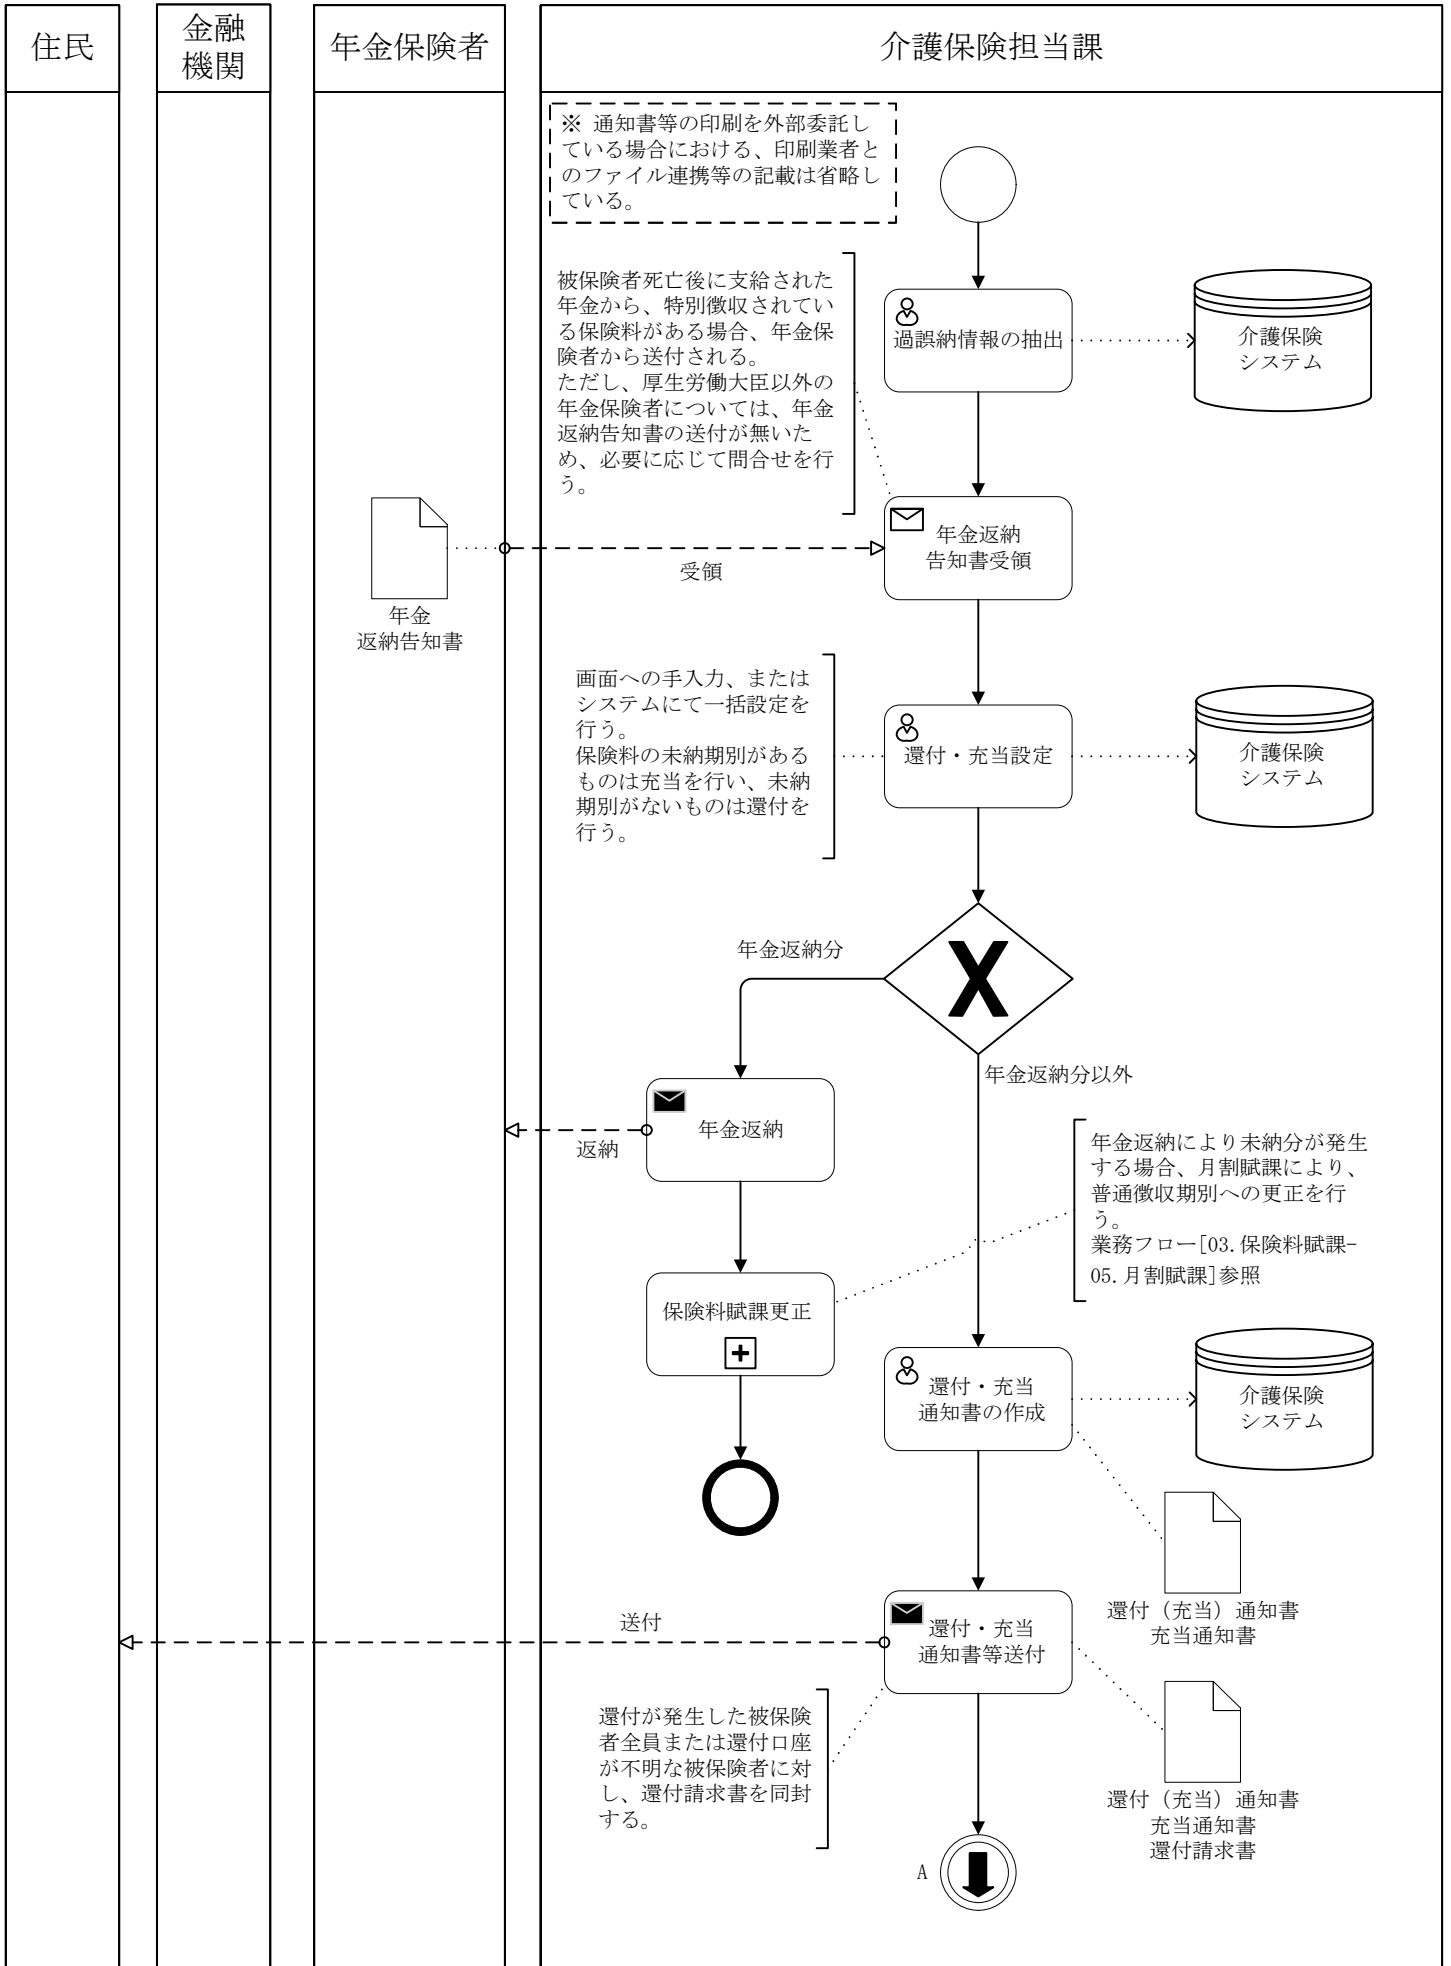 住民
金融
機関
年金保険者
介護保険担当課
※ 通知書等の印刷を外部委託し
ている場合における、印刷業者と
のファイル連携等の記載は省略し
ている。
被保険者死亡後に支給された
年金から、特別徴収されてい
る保険料がある場合、年金保
険者から送付される。
ただし、厚生労働大臣以外の
年金保険者については、年金
返納告知書の送付が無いた
め、必要に応じて問合せを行
う。
過誤納情報の抽出
介護保険
システム
年金返納
告知書受領
受領
年金
返納告知書
画面への手入力、または
システムにて一括設定を
行う。
保険料の未納期別がある
ものは充当を行い、未納
期別がないものは還付を
行う。
還付・充当設定
介護保険
システム
年金返納分
X
年金返納分以外
年金返納
返納
年金返納により未納分が発生
する場合、月割賦課により、
普通徴収期別への更正を行
う。
業務フロー[03.保険料賦課-
05.月割賦課]参照
保険料賦課更正
還付・充当
通知書の作成
介護保険
システム
還付（充当）通知書
充当通知書
送付
還付・充当
通知書等送付
還付が発生した被保険
者全員または還付口座
が不明な被保険者に対
し、還付請求書を同封
する。
還付（充当）通知書
充当通知書
還付請求書
A